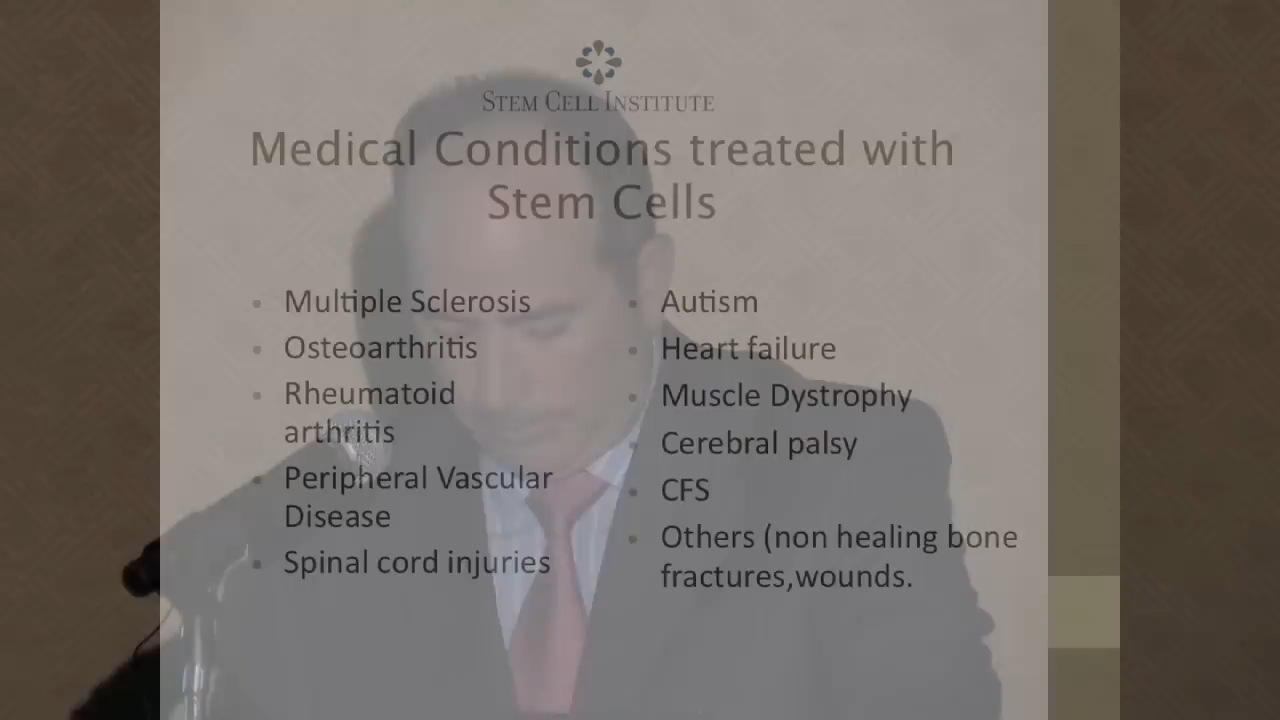 STEM CELL INSTITUTE
Medical Conditions treated with
Stem Cells
Multiple Sclerosis
Osteoarthritis
Rheumatoid
arthritis
Peripheral Vascular
Disease
Spinal cord injuries
Autism
Heart failure
Muscle Dystrophy
Cerebral palsy
CFS
Others (non healing bone
fractures,wounds.